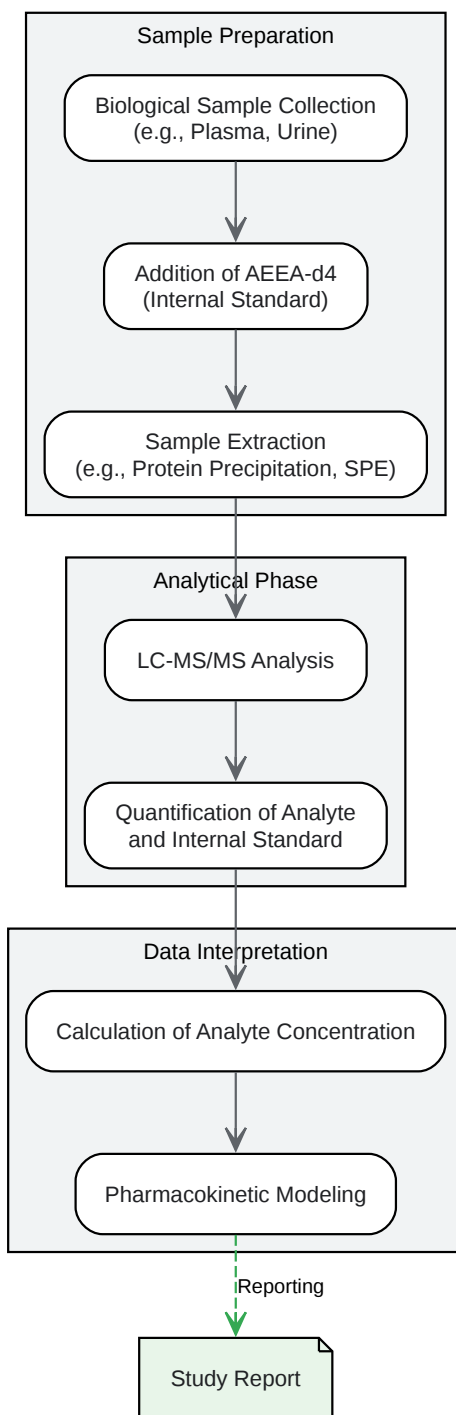 Sample Preparation
Biological Sample Collection
(e.g., Plasma, Urine)
Addition of AEEA-d4
(Internal Standard)
Sample Extraction
(e.g., Protein Precipitation, SPE)
Analytical Phase
LC-MS/MS Analysis
Quantification of Analyte
and Internal Standard
Data Interpretation
Calculation of Analyte Concentration
Pharmacokinetic Modeling
Reporting
Study Report